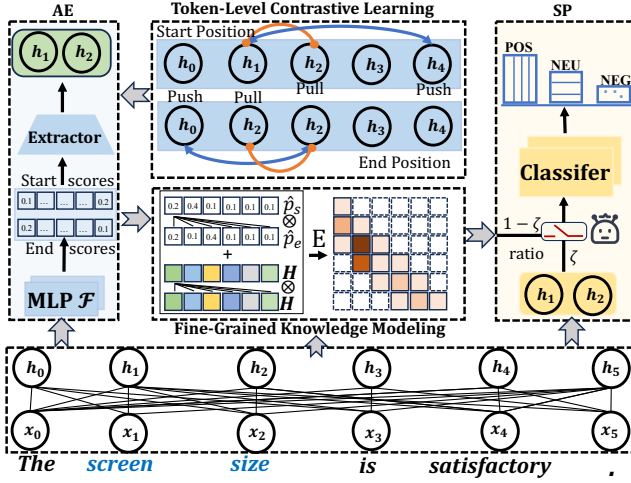 AE
h1 h2
Extractor
Start scores
0.1 ... ... 0.2
0.1 ... ... 0.2
End scores
MLP F
Token-Level Contrastive Learning
Start Position
h0 h1 h2 h3 h4
Push Pull Pull Push
h0 h2 h2 h3 h4
End Position
0.2 0.4 0.1 0.1 0.1 0.1 p̂s
⊗
0.2 0.1 0.4 0.1 0.1 0.1 p̂e
+
H
⊗
H
E
Fine-Grained Knowledge Modeling
SP
POS NEU NEG
Classifer
1 − ζ
ratio ζ
h1 h2
h0 h1 h2 h3 h4 h5
x0 x1 x2 x3 x4 x5
The screen size is satisfactory .